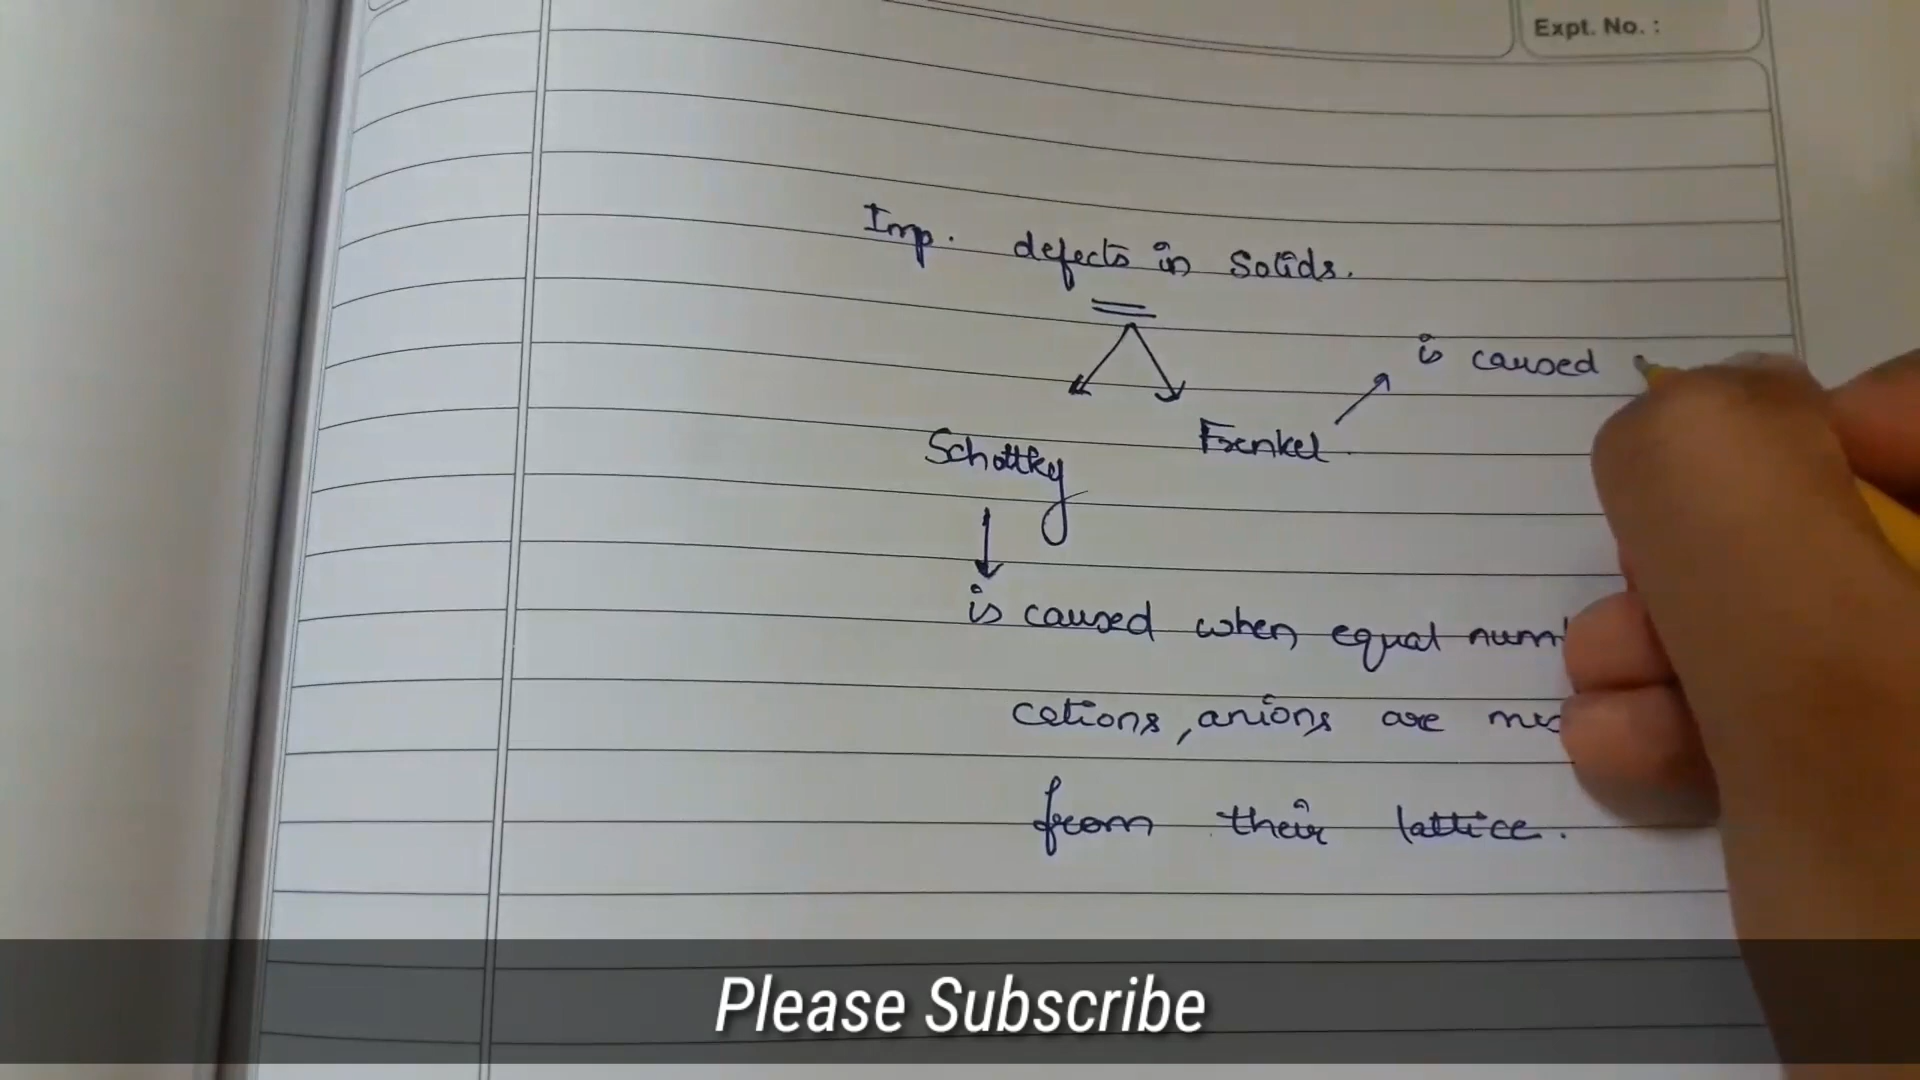 Expt. No. :
Imp. defects in Solids.
is caused
Schottky Frenkel
is caused when equal
cations, anions are
from their lattice.
Please Subscribe